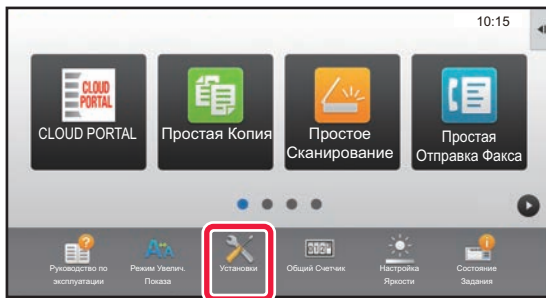 10:15
CLOUD
PORTAL
CLOUD PORTAL
Простая Копия
Простое
Сканирование
Простая
Отправка Факса
Руководство по
эксплуатации
Режим Увелич.
Показа
Установки
Общий Счетчик
Настройка
Яркости
Состояние
Задания